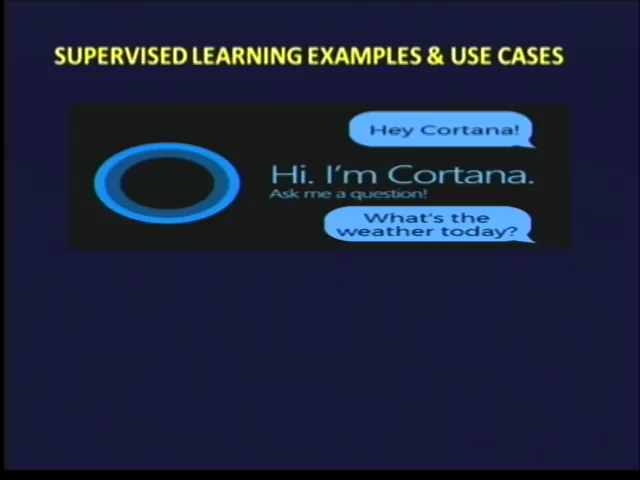 SUPERVISED LEARNING EXAMPLES & USE CASES
Hey Cortana!
Hi. I'm Cortana.
Ask me a question!
What's the
weather today?